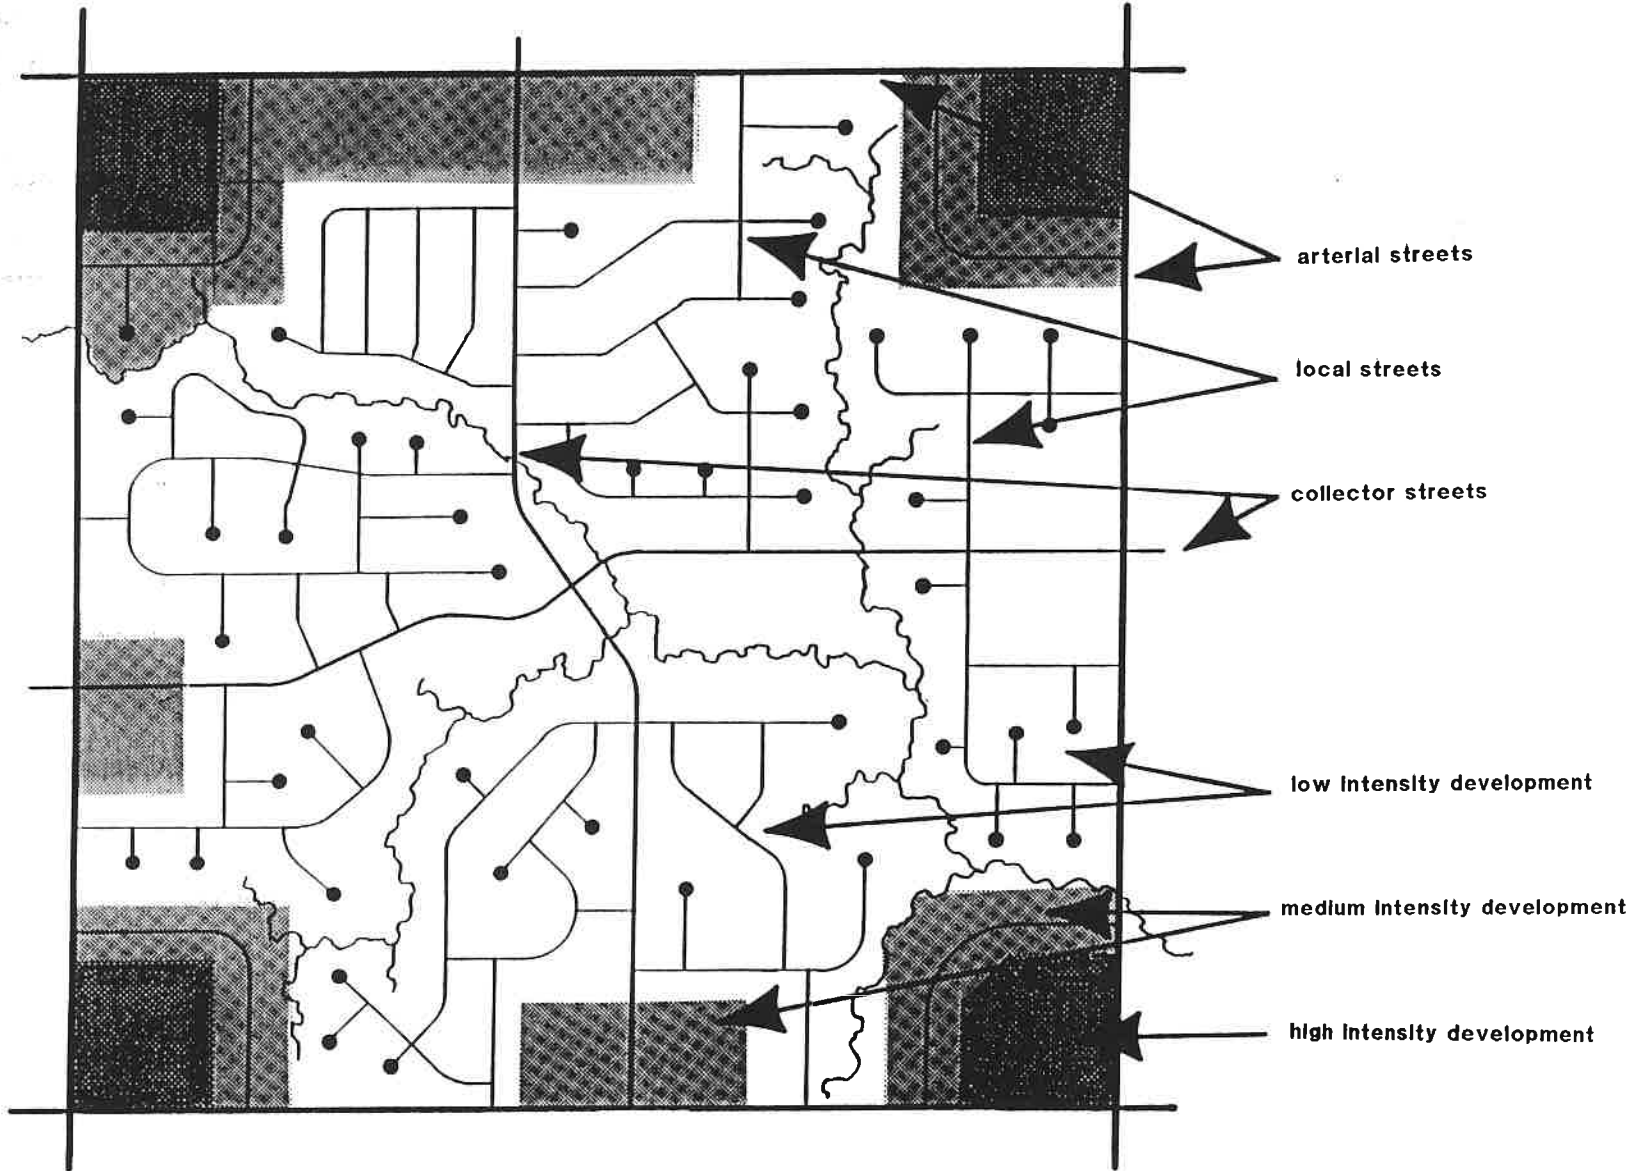 arterial streets
local streets
collector streets
low intensity development
medium intensity development
high intensity development